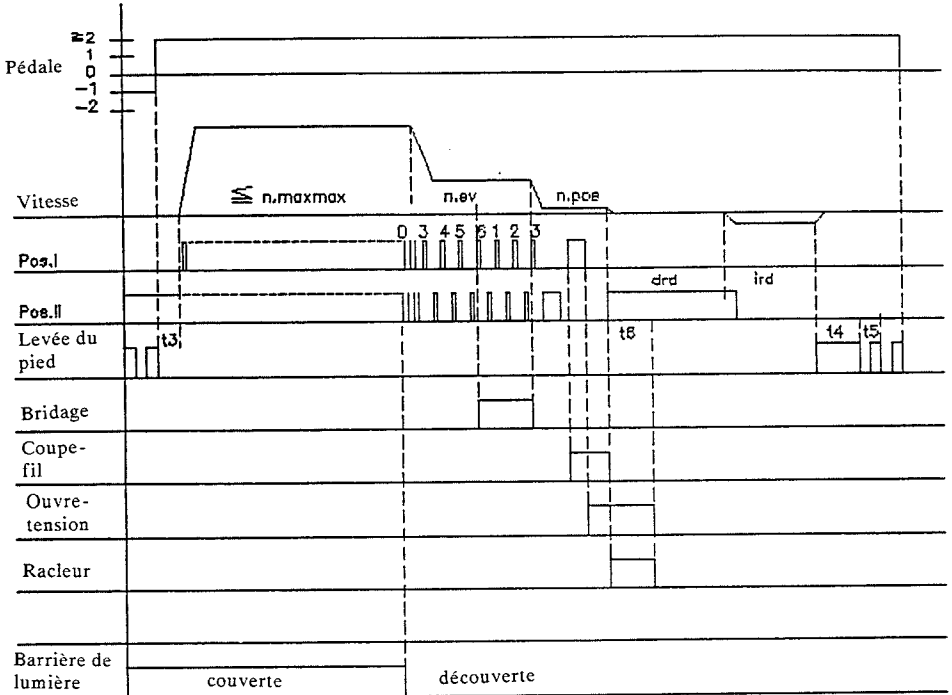 ≧2
1
Pédale
0
−1
−2
Vitesse
≦ n.maxmax
n.ev
n.pos
0 3 4 5 6 1 2 3
Pos.I
drd
ird
Pos.II
Levée du
pied
t3
t6
t4
t5
Bridage
Coupe-
fil
Ouvre-
tension
Racleur
Barrière de
lumière
couverte
découverte